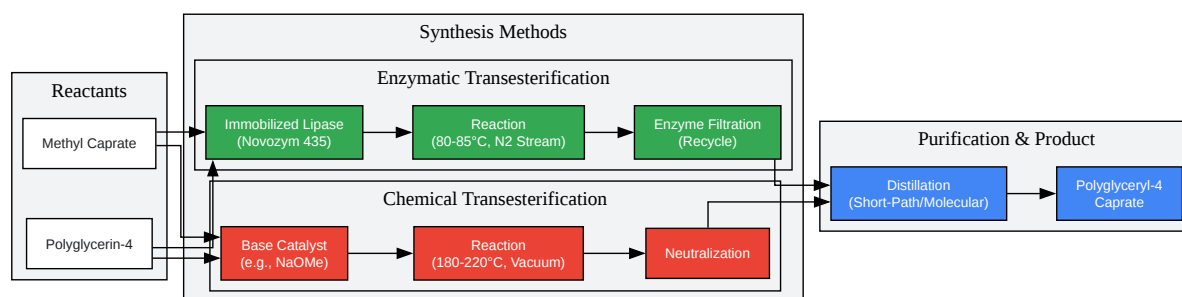 Synthesis Methods
Enzymatic Transesterification
Reactants
Immobilized Lipase
(Novozym 435)
Reaction
(80-85°C, N2 Stream)
Enzyme Filtration
(Recycle)
Methyl Caprate
Purification & Product
Chemical Transesterification
Distillation
(Short-Path/Molecular)
Polyglyceryl-4
Caprate
Polyglycerin-4
Base Catalyst
(e.g., NaOMe)
Reaction
(180-220°C, Vacuum)
Neutralization